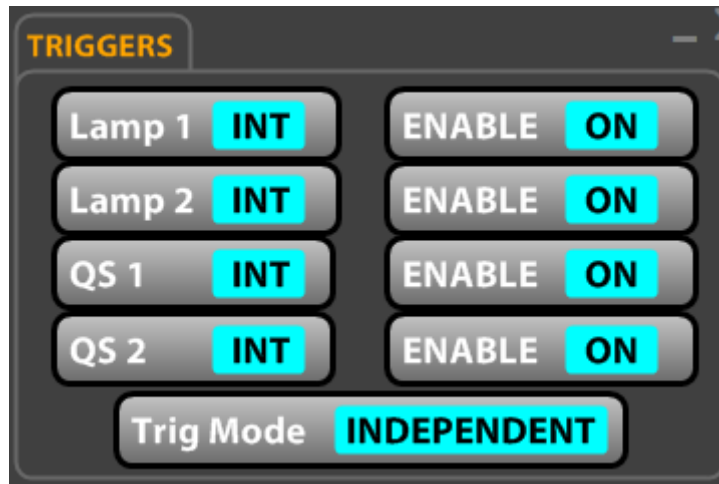 TRIGGERS
Lamp 1 INT ENABLE ON
Lamp 2 INT ENABLE ON
QS 1 INT ENABLE ON
QS 2 INT ENABLE ON
Trig Mode INDEPENDENT